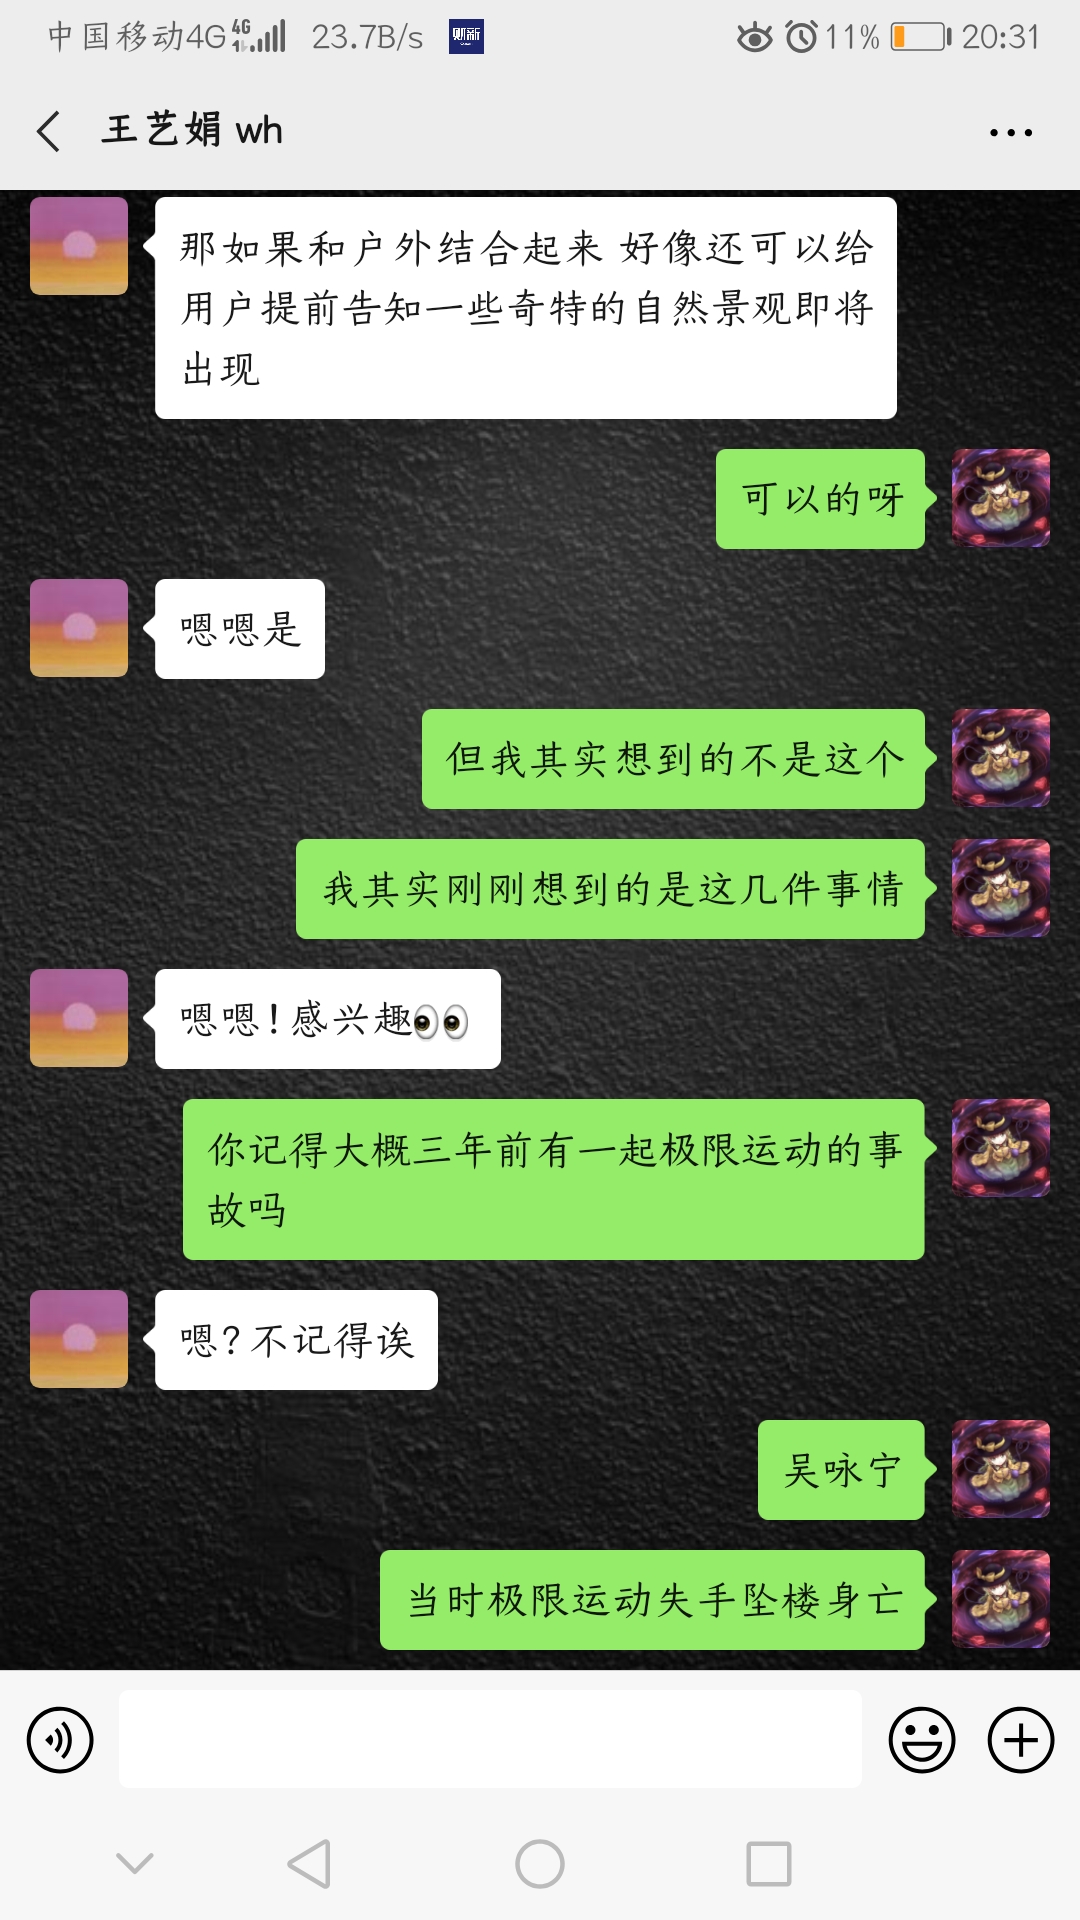 中国移动4G 4G 1 23.7B/s 财新 11% 20:31
王艺娟 wh
那如果和户外结合起来 好像还可以给
用户提前告知一些奇特的自然景观即将
出现
可以的呀
嗯嗯是
但我其实想到的不是这个
我其实刚刚想到的是这几件事情
嗯嗯!感兴趣👀
你记得大概三年前有一起极限运动的事
故吗
嗯?不记得诶
吴咏宁
当时极限运动失手坠楼身亡